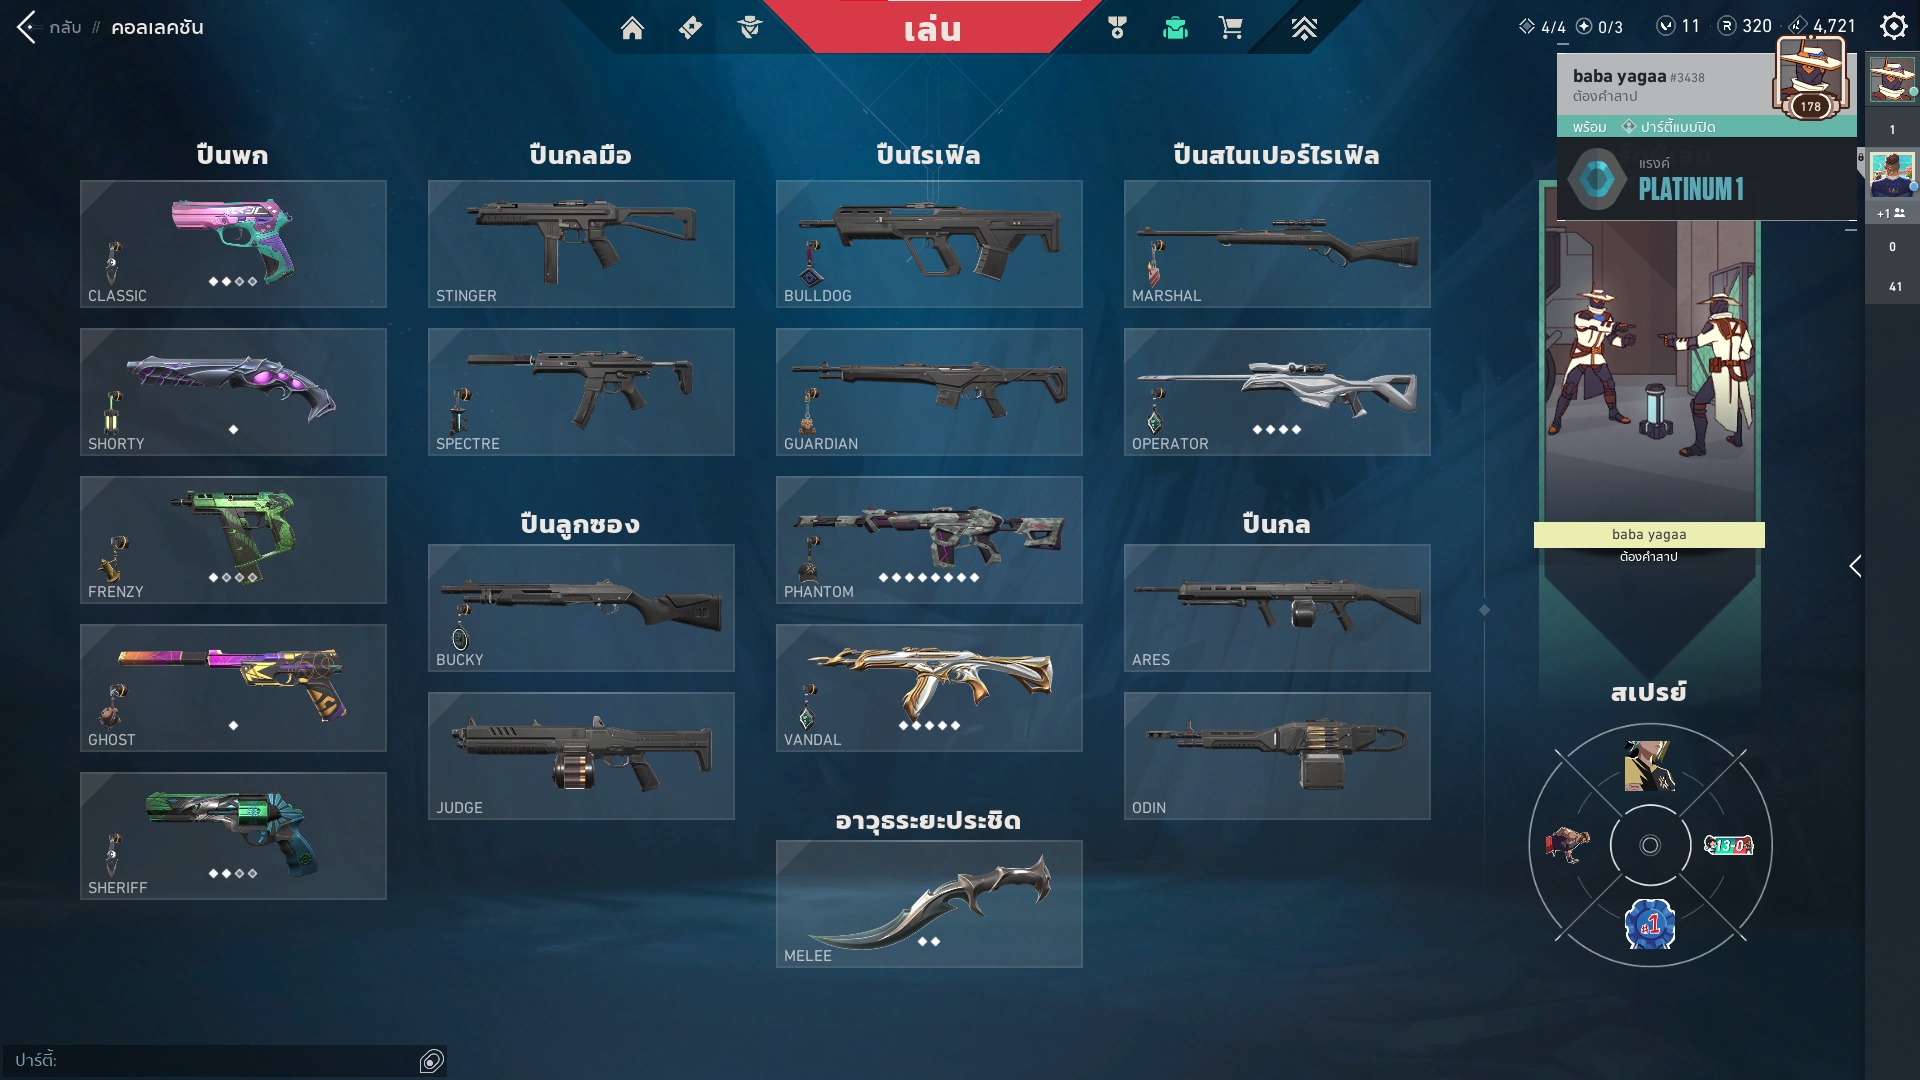 กลับ // คอลเลคชัน
เล่น
4/4 0/3 11 320 4,721
baba yagaa #3438
ต้องคำสาป
178
พร้อม ปาร์ตี้แบบปิด
แรงค์
PLATINUM 1
1
+1
0
41
ปืนพก
CLASSIC
SHORTY
FRENZY
GHOST
SHERIFF
ปืนกลมือ
STINGER
SPECTRE
ปืนลูกซอง
BUCKY
JUDGE
ปืนไรเฟิล
BULLDOG
GUARDIAN
PHANTOM
VANDAL
อาวุธระยะประชิด
MELEE
ปืนสไนเปอร์ไรเฟิล
MARSHAL
OPERATOR
ปืนกล
ARES
ODIN
baba yagaa
ต้องคำสาป
สเปรย์
13-0
#1
ปาร์ตี้: